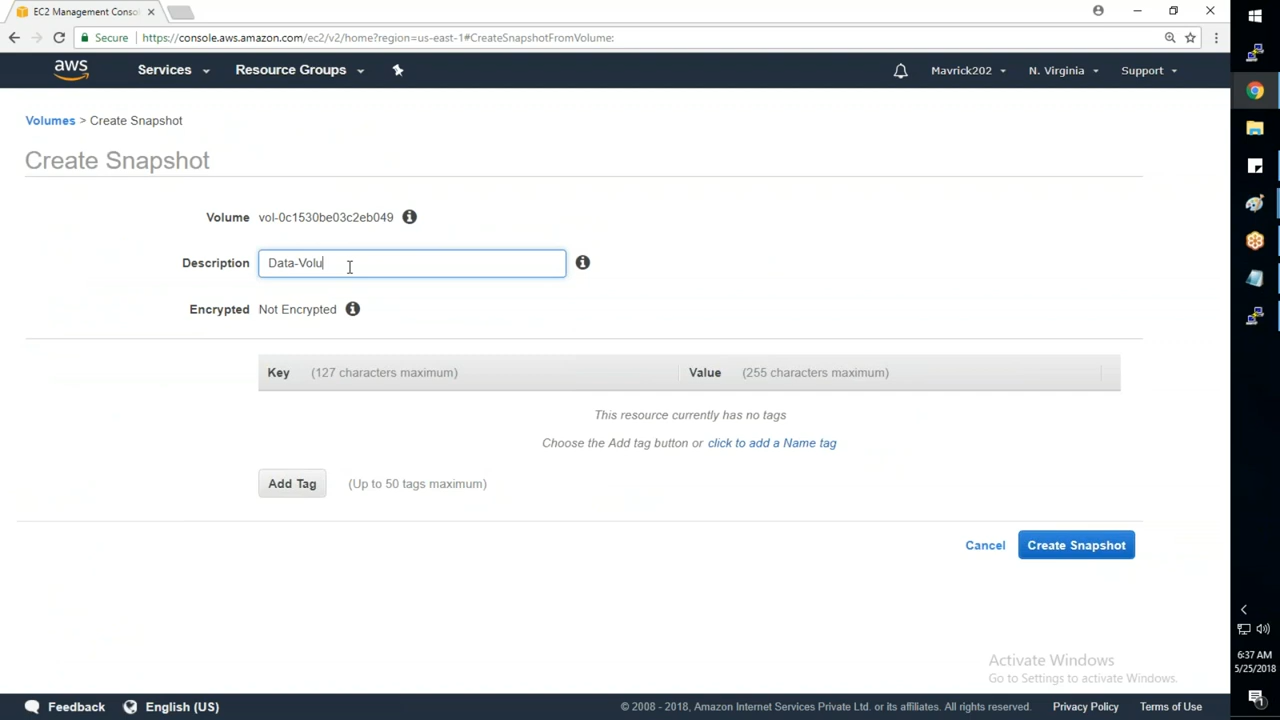 EC2 Management Conso
Secure
https://console.aws.amazon.com/ec2/v2/home?region=us-east-1#CreateSnapshotFromVolume:
aws
Services
Resource Groups
Mavrick202
N. Virginia
Support
Volumes > Create Snapshot
Create Snapshot
Volume vol-0c1530be03c2eb049
Description Data-Volu
Encrypted Not Encrypted
Key (127 characters maximum) Value (255 characters maximum)
This resource currently has no tags
Choose the Add tag button or click to add a Name tag
Add Tag (Up to 50 tags maximum)
Cancel Create Snapshot
6:37 AM
5/25/2018
Activate Windows
Go to Settings to activate Windows.
Feedback English (US) © 2008 - 2018, Amazon Internet Services Private Ltd. or its affiliates. All rights reserved. Privacy Policy Terms of Use
1